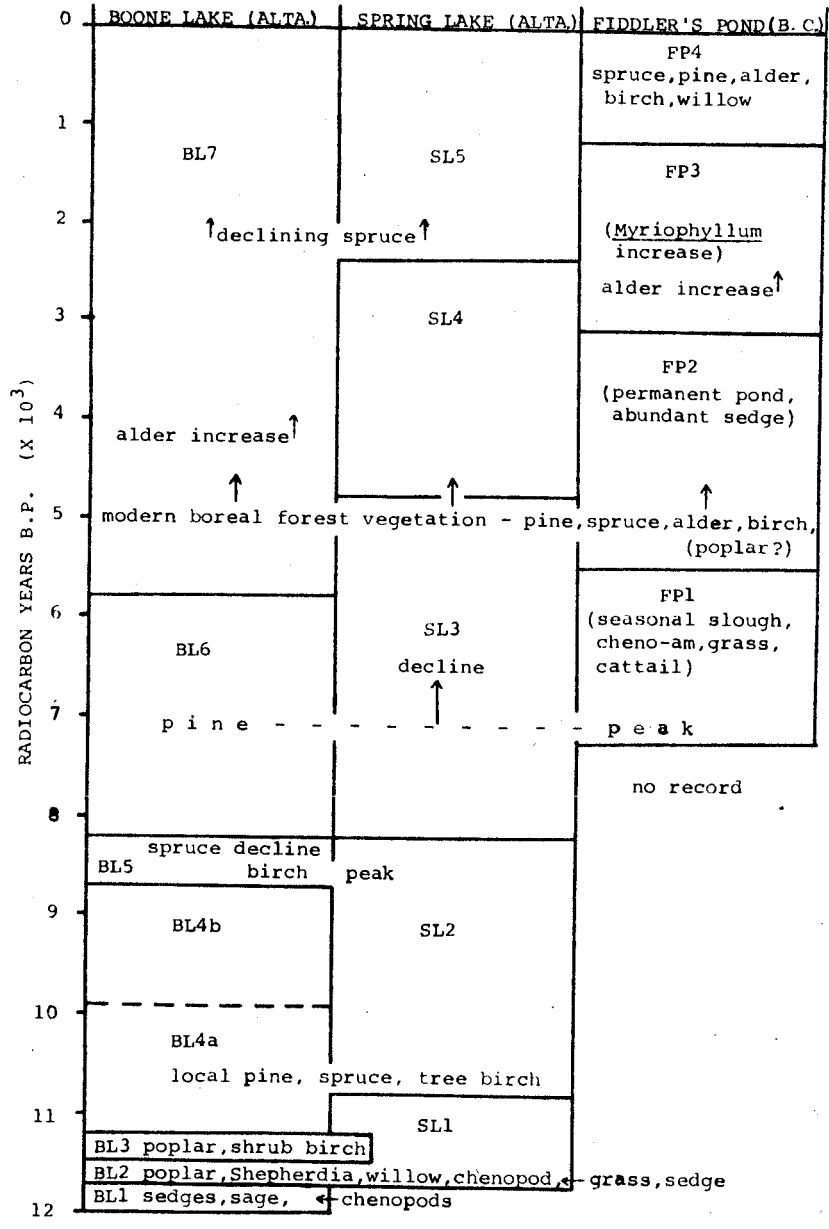 BOONE LAKE (ALTA.) SPRING LAKE (ALTA.) FIDDLER'S POND (B.C.)
0
FP4
spruce, pine, alder,
birch, willow
1
BL7
SL5
FP3
2
↑declining spruce↑
(Myriophyllum
increase)
alder increase↑
3
SL4
FP2
(permanent pond,
abundant sedge)
4
alder increase↑
5
modern boreal forest vegetation - pine, spruce, alder, birch,
(poplar?)
6
FP1
(seasonal slough,
cheno-am, grass,
cattail)
BL6
SL3
decline
7
pine - - - - - - - - - - - peak
no record
8
spruce decline
BL5 birch peak
9
BL4b
SL2
10
BL4a
local pine, spruce, tree birch
11
SL1
BL3 poplar, shrub birch
BL2 poplar, Shepherdia, willow, chenopod, ← grass, sedge
BL1 sedges, sage, ← chenopods
12
RADIOCARBON YEARS B.P. (X 10³)